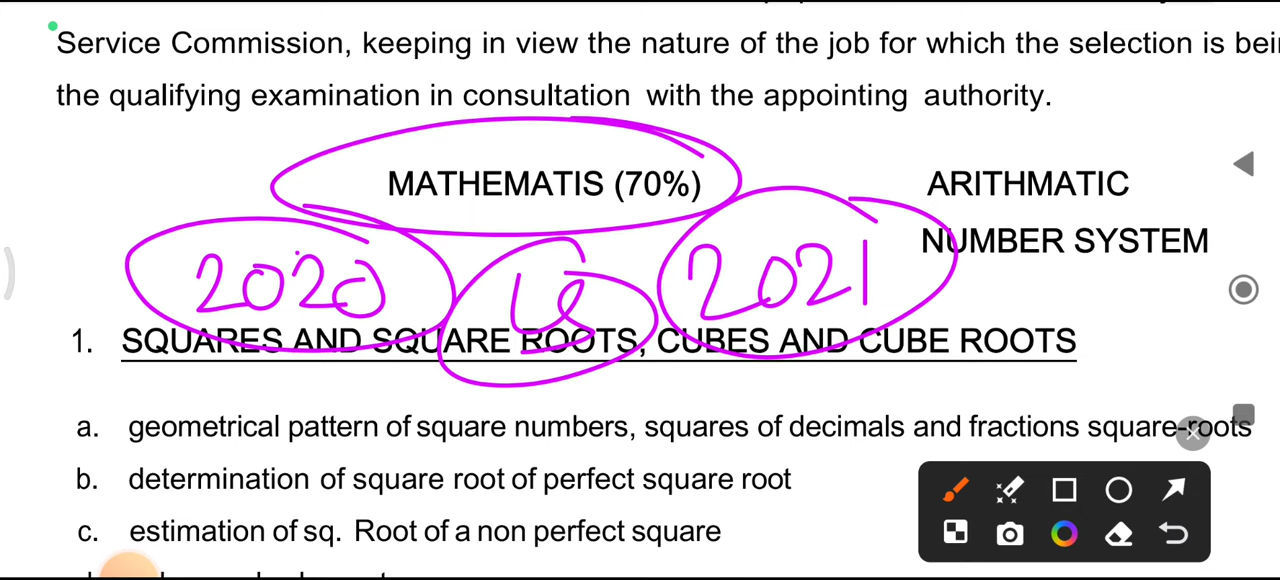 Service Commission, keeping in view the nature of the job for which the selection is bei
the qualifying examination in consultation with the appointing authority.
MATHEMATIS (70%) ARITHMATIC
NUMBER SYSTEM
2020 2021
1. SQUARES AND SQUARE ROOTS, CUBES AND CUBE ROOTS
a. geometrical pattern of square numbers, squares of decimals and fractions square-roots
b. determination of square root of perfect square root
c. estimation of sq. Root of a non perfect square